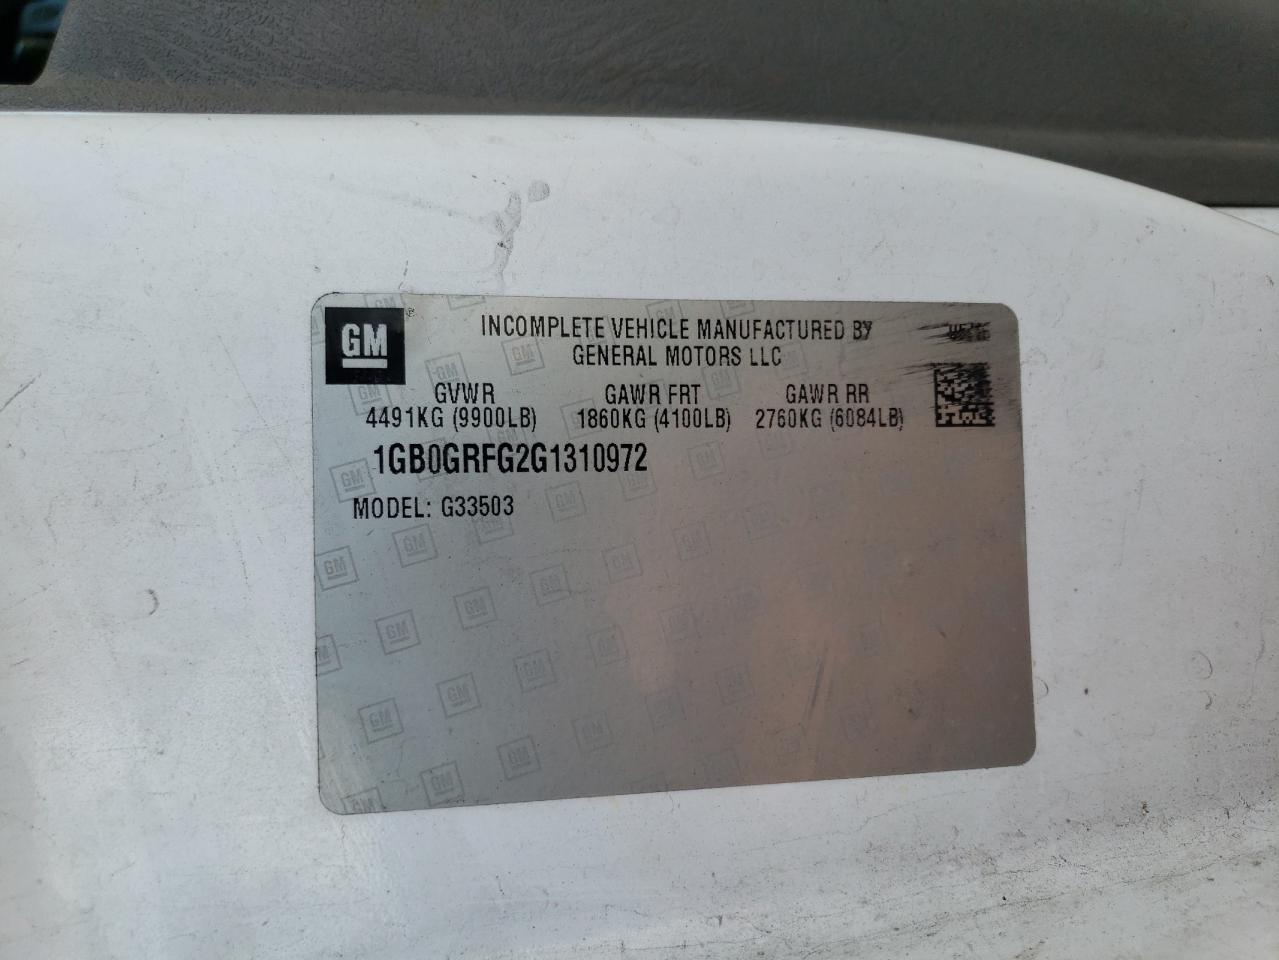 GM®
INCOMPLETE VEHICLE MANUFACTURED BY
GENERAL MOTORS LLC
GVWR GAWR FRT GAWR RR
4491KG (9900LB) 1860KG (4100LB) 2760KG (6084LB)
1GB0GRFG2G1310972
MODEL: G33503